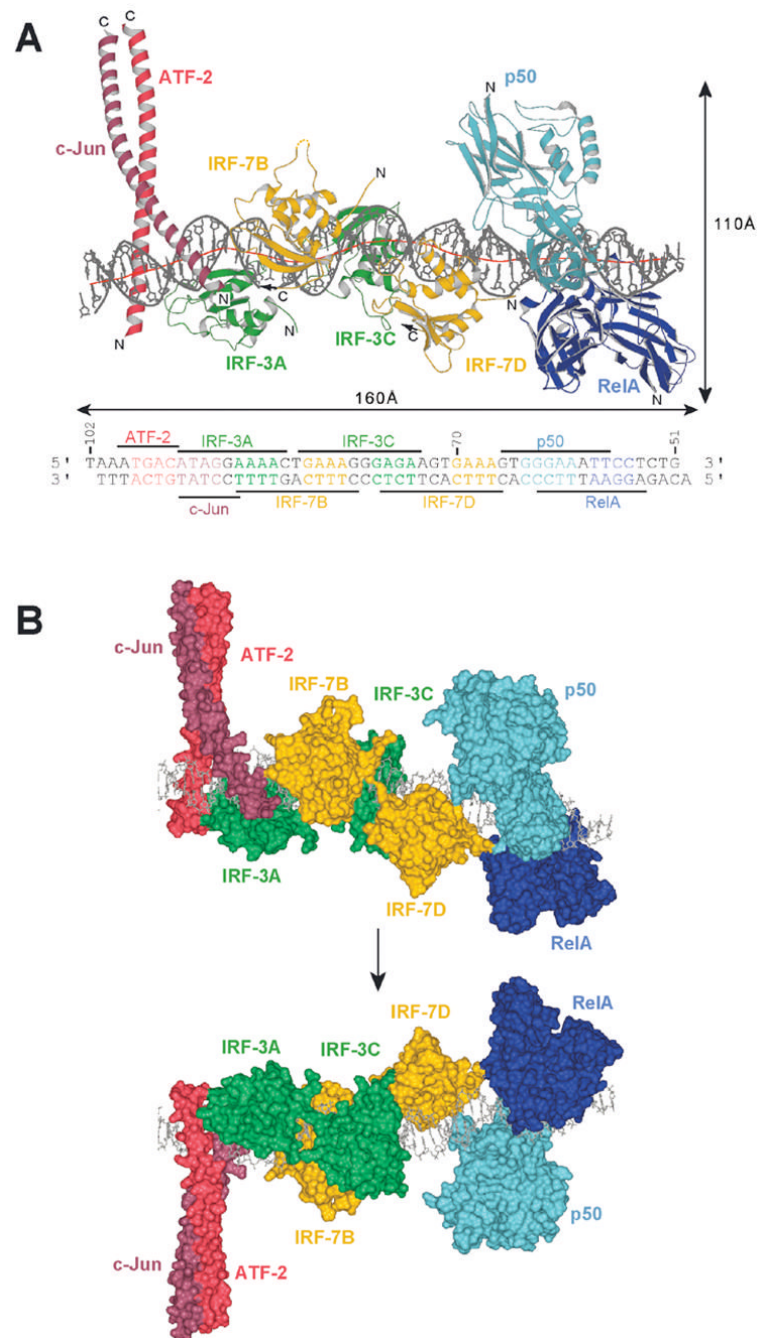 A
C C
ATF-2
p50
N
c-Jun
IRF-7B
N
110Å
N
C
N
N
IRF-3C
C
N
IRF-3A
IRF-7D
RelA
N
160Å
-102
ATF-2
IRF-3A
IRF-3C
-70
p50
-51
5' TAAATGACATAGGAAAACTGAAAGGGAGAAGTGAAAGTGGGAAATTCCTCTG 3'
3' TTTACTGTATCCTTTTGACTTTCCCTCTTCACTTTCACCCTTTAAGGAGACA 5'
c-Jun
IRF-7B
IRF-7D
RelA
B
c-Jun
ATF-2
IRF-7B
IRF-3C
p50
IRF-3A
IRF-7D
RelA
IRF-7D
RelA
IRF-3A
IRF-3C
p50
IRF-7B
c-Jun
ATF-2